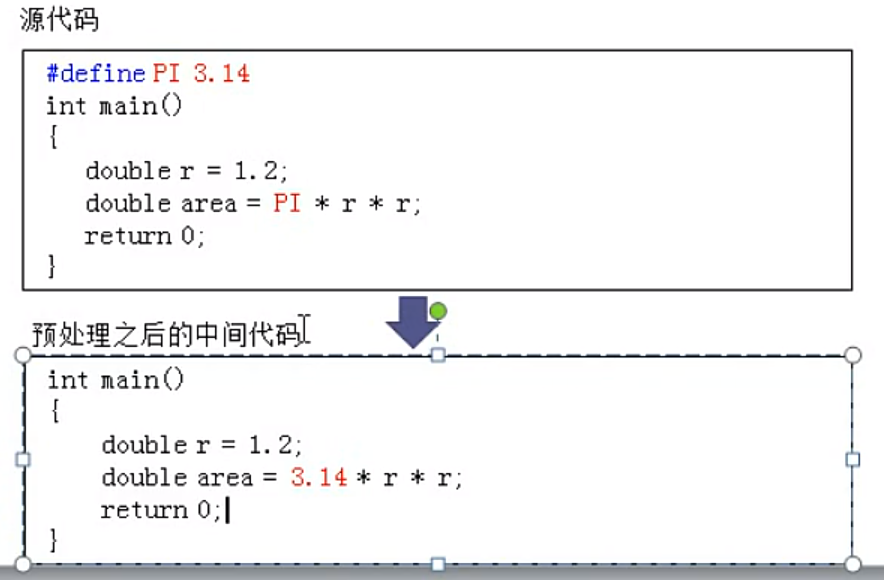 源代码
#define PI 3.14
int main()
{
double r = 1.2;
double area = PI * r * r;
return 0;
}
预处理之后的中间代码
int main()
{
double r = 1.2;
double area = 3.14 * r * r;
return 0;
}